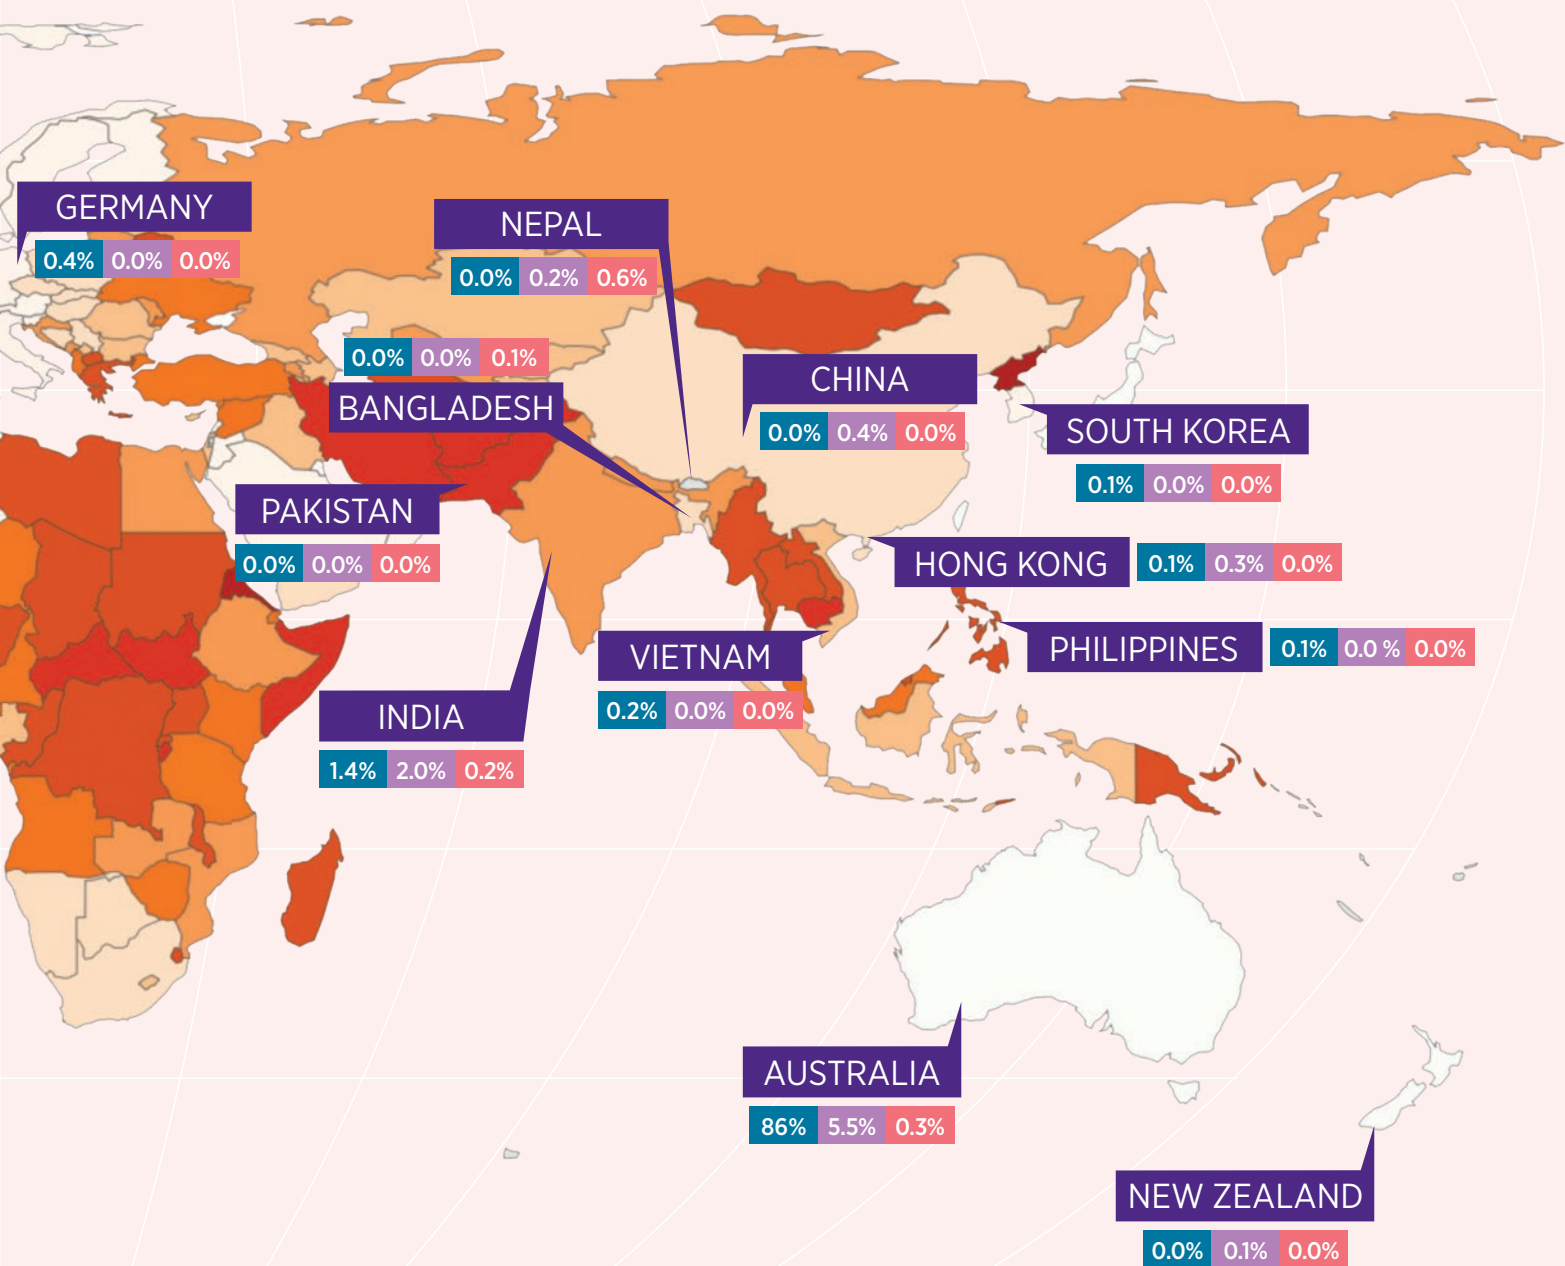 GERMANY
0.4% 0.0% 0.0%
NEPAL
0.0% 0.2% 0.6%
0.0% 0.0% 0.1%
BANGLADESH
CHINA
0.0% 0.4% 0.0%
SOUTH KOREA
0.1% 0.0% 0.0%
PAKISTAN
0.0% 0.0% 0.0%
HONG KONG 0.1% 0.3% 0.0%
PHILIPPINES 0.1% 0.0 % 0.0%
VIETNAM
0.2% 0.0% 0.0%
INDIA
1.4% 2.0% 0.2%
AUSTRALIA
86% 5.5% 0.3%
NEW ZEALAND
0.0% 0.1% 0.0%